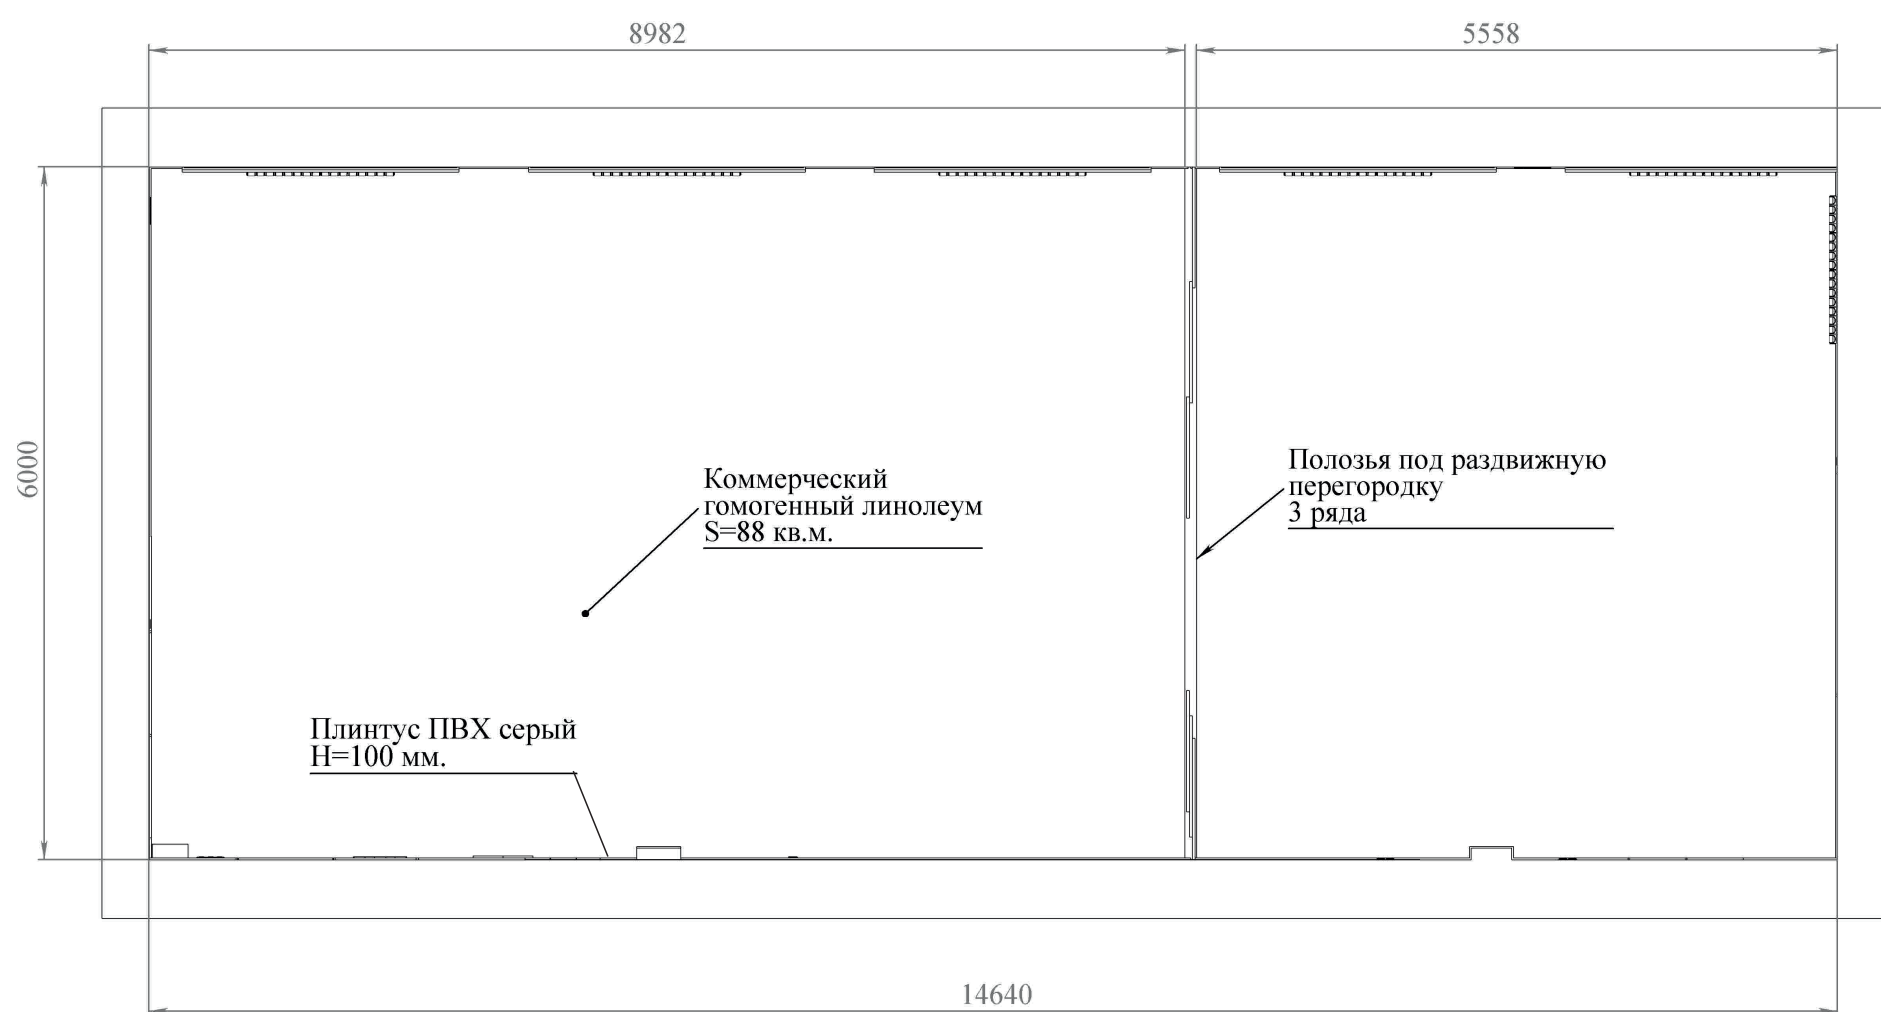 8982
5558
6000
Коммерческий
гомогенный линолеум
S=88 кв.м.
Полозья под раздвижную
перегородку
3 ряда
Плинтус ПВХ серый
H=100 мм.
14640